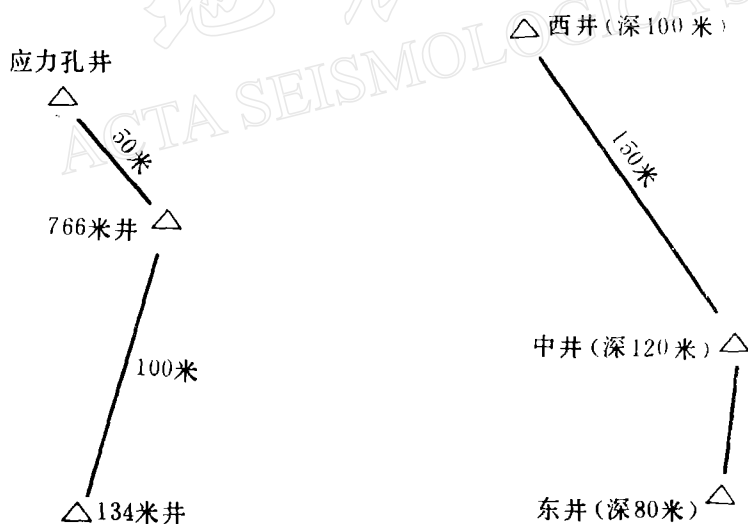 应力孔井
50米
766米井
100米
134米井
西井(深100米)
150米
中井(深120米)
东井(深80米)
ACTA SEISMOLOGICA S